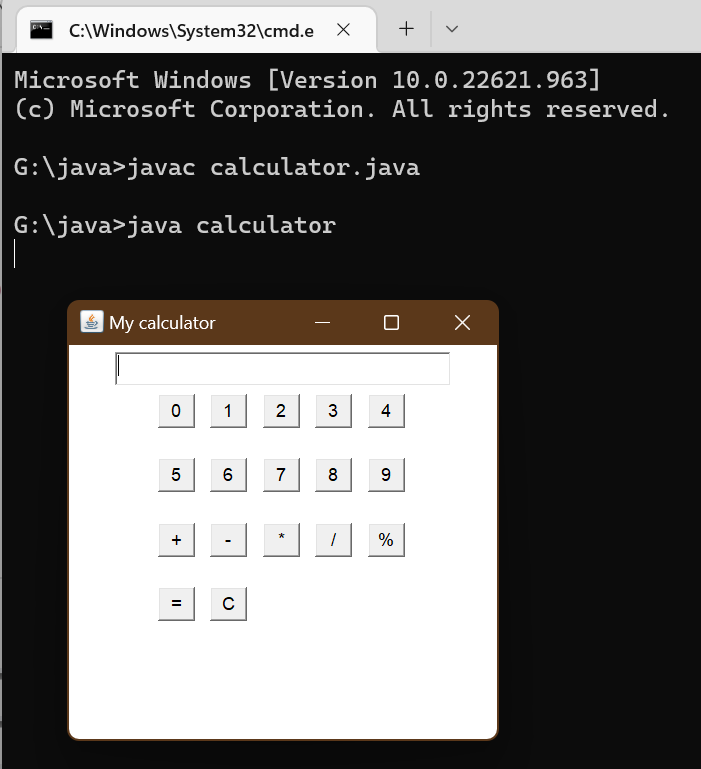 C:\Windows\System32\cmd.e
Microsoft Windows [Version 10.0.22621.963]
(c) Microsoft Corporation. All rights reserved.
G:\java>javac calculator.java
G:\java>java calculator
My calculator
0 1 2 3 4
5 6 7 8 9
+ - * / %
= C